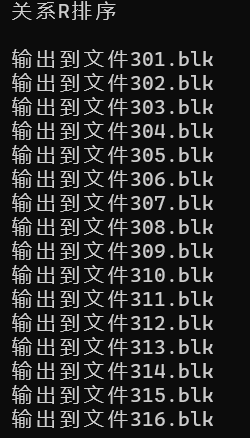 关系R排序
输出到文件301.blk
输出到文件302.blk
输出到文件303.blk
输出到文件304.blk
输出到文件305.blk
输出到文件306.blk
输出到文件307.blk
输出到文件308.blk
输出到文件309.blk
输出到文件310.blk
输出到文件311.blk
输出到文件312.blk
输出到文件313.blk
输出到文件314.blk
输出到文件315.blk
输出到文件316.blk